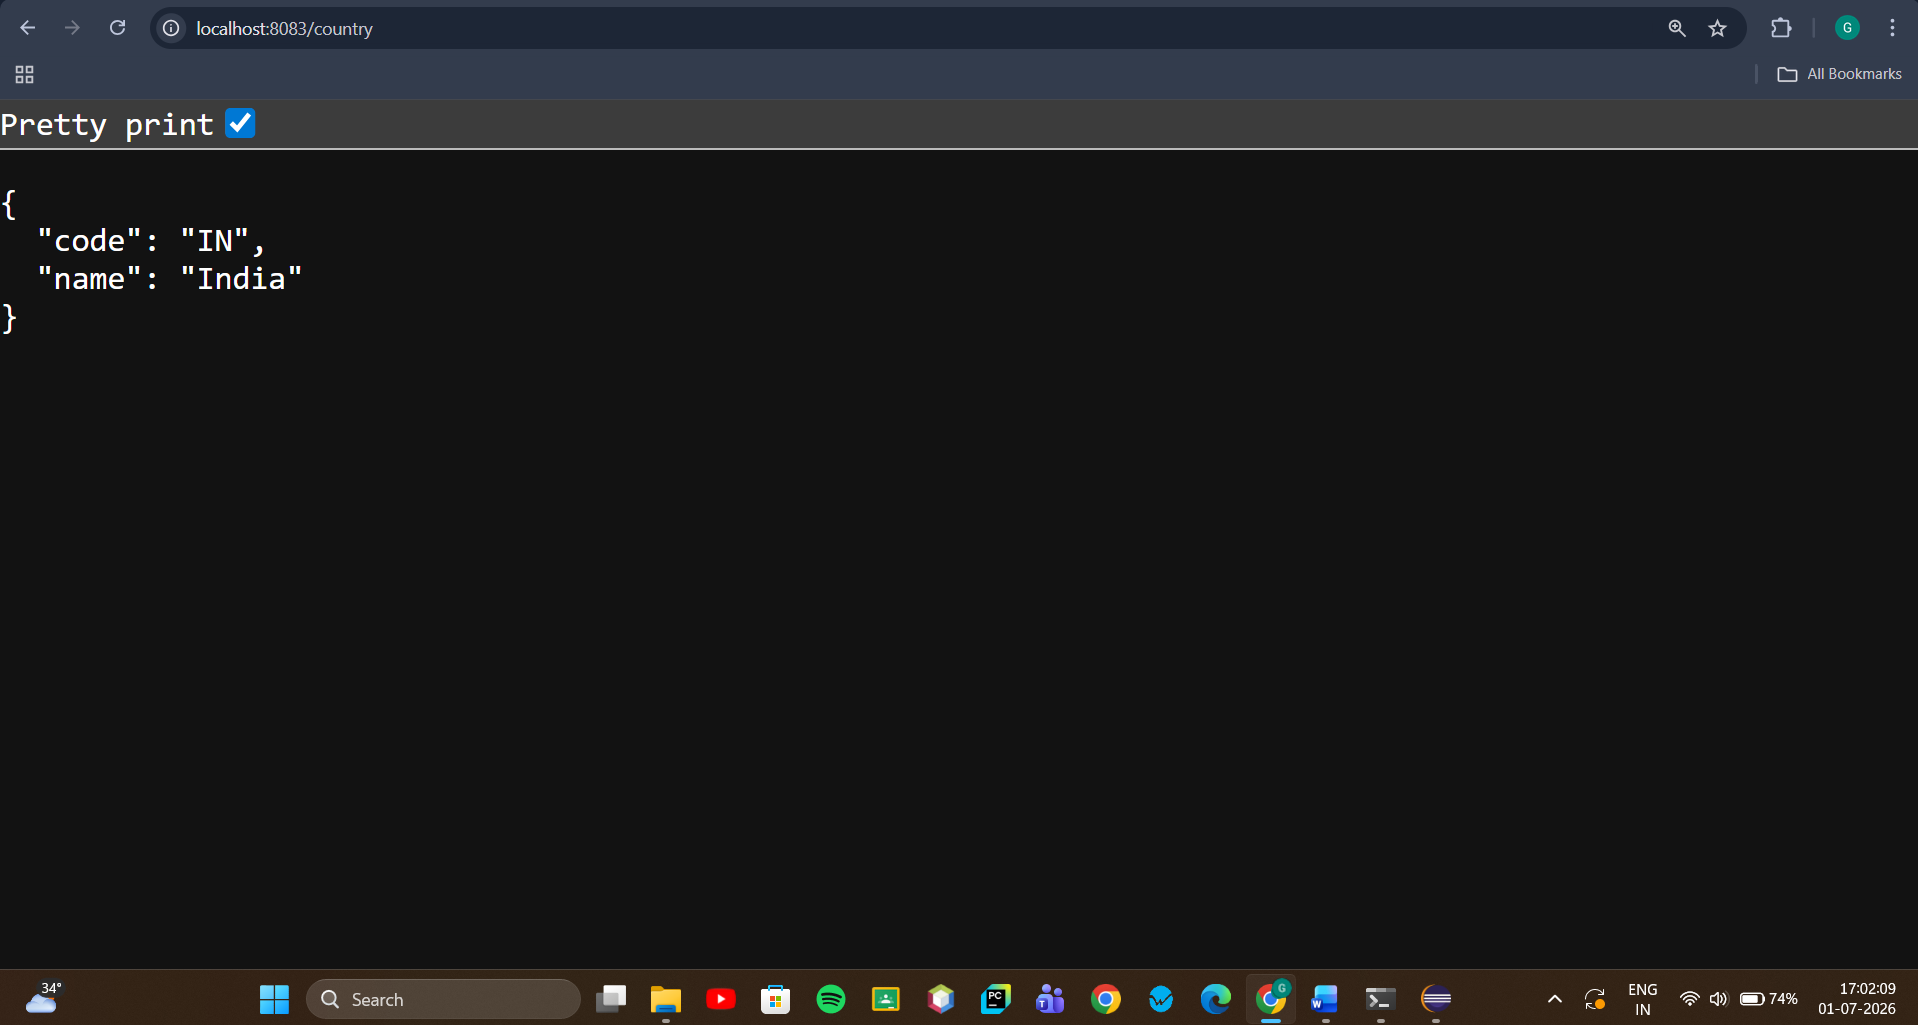 localhost:8083/country
G
All Bookmarks
Pretty print
{
  "code": "IN",
  "name": "India"
}
34°
Search
PC
T
G
W
ENG
IN
74%
17:02:09
01-07-2026